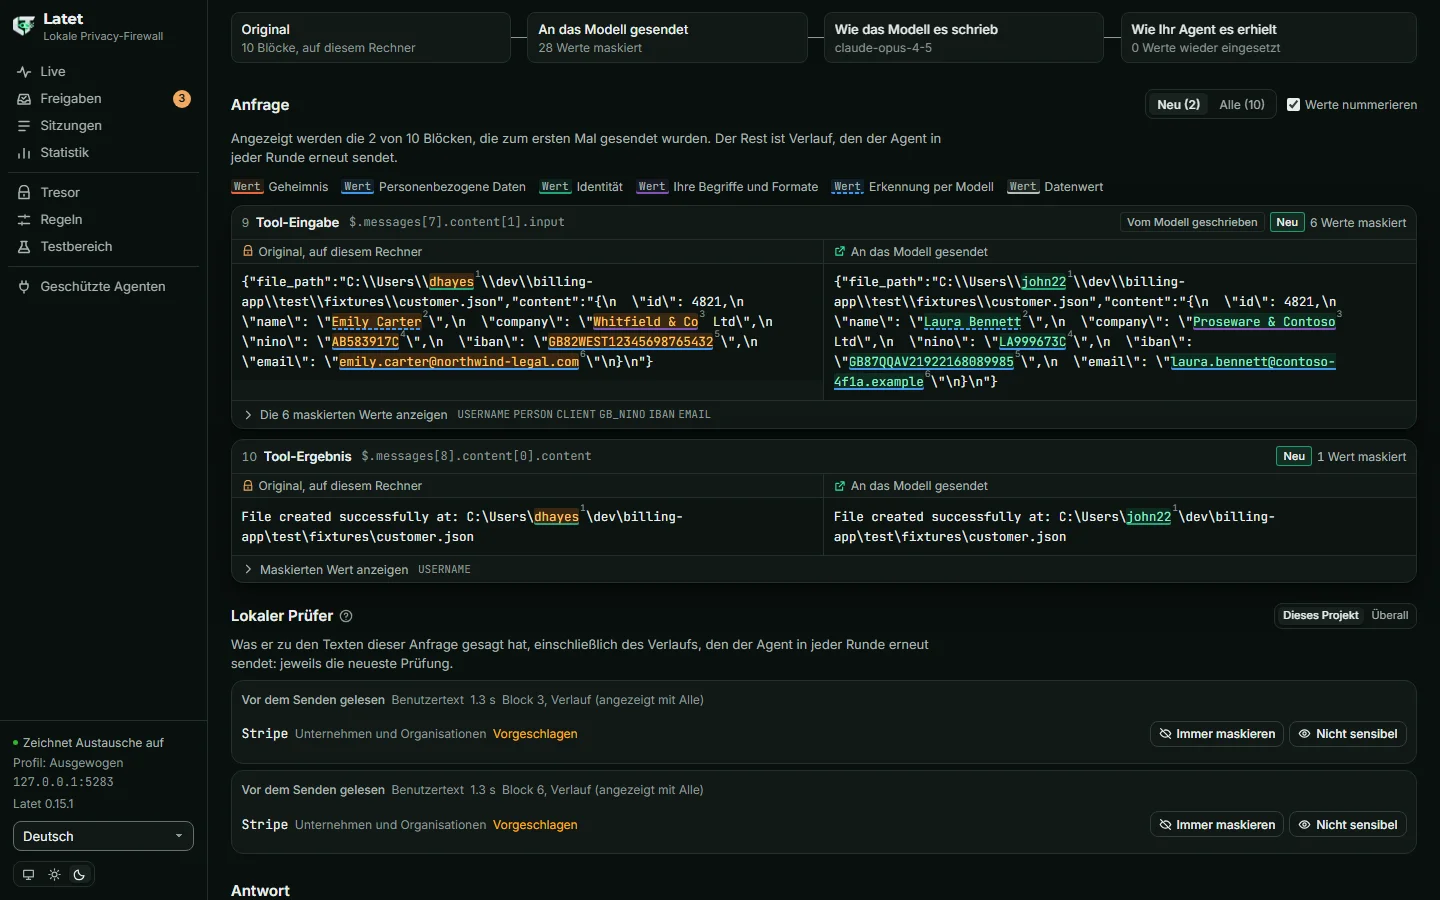 Latet
Lokale Privacy-Firewall
Live
Freigaben 3
Sitzungen
Statistik
Tresor
Regeln
Testbereich
Geschützte Agenten
Zeichnet Austausche auf
Profil: Ausgewogen
127.0.0.1:5283
Latet 0.15.1
Deutsch
Original
10 Blöcke, auf diesem Rechner
An das Modell gesendet
28 Werte maskiert
Wie das Modell es schrieb
claude-opus-4-5
Wie Ihr Agent es erhielt
0 Werte wieder eingesetzt
Anfrage
Neu (2) Alle (10) Werte nummerieren
Angezeigt werden die 2 von 10 Blöcken, die zum ersten Mal gesendet wurden. Der Rest ist Verlauf, den der Agent in
jeder Runde erneut sendet.
Wert Geheimnis Wert Personenbezogene Daten Wert Identität Wert Ihre Begriffe und Formate Wert Erkennung per Modell Wert Datenwert
9 Tool-Eingabe $.messages[7].content[1].input Vom Modell geschrieben Neu 6 Werte maskiert
Original, auf diesem Rechner
{"file_path":"C:\\Users\\dhayes1\\dev\\billing-
app\\test\\fixtures\\customer.json","content":"{\n  \"id\": 4821,\n
\"name\": \"Emily Carter2\",\n  \"company\": \"Whitfield & Co3 Ltd\",\n
\"nino\": \"AB583917C4\",\n  \"iban\": \"GB82WEST123456987654325\",\n
\"email\": \"emily.carter@northwind-legal.com6\"\n}\n"}
An das Modell gesendet
{"file_path":"C:\\Users\\john221\\dev\\billing-
app\\test\\fixtures\\customer.json","content":"{\n  \"id\": 4821,\n
\"name\": \"Laura Bennett2\",\n  \"company\": \"Proseware & Contoso3
Ltd\",\n  \"nino\": \"LA999673C4\",\n  \"iban\":
\"GB87QQAV219221680899855\",\n  \"email\": \"laura.bennett@contoso-
4f1a.example6\"\n}\n"}
Die 6 maskierten Werte anzeigen USERNAME PERSON CLIENT GB_NINO IBAN EMAIL
10 Tool-Ergebnis $.messages[8].content[0].content Neu 1 Wert maskiert
Original, auf diesem Rechner
File created successfully at: C:\Users\dhayes1\dev\billing-
app\test\fixtures\customer.json
An das Modell gesendet
File created successfully at: C:\Users\john221\dev\billing-
app\test\fixtures\customer.json
Maskierten Wert anzeigen USERNAME
Lokaler Prüfer ?
Dieses Projekt Überall
Was er zu den Texten dieser Anfrage gesagt hat, einschließlich des Verlaufs, den der Agent in jeder Runde erneut
sendet: jeweils die neueste Prüfung.
Vor dem Senden gelesen Benutzertext 1.3 s Block 3, Verlauf (angezeigt mit Alle)
Stripe Unternehmen und Organisationen Vorgeschlagen Immer maskieren Nicht sensibel
Vor dem Senden gelesen Benutzertext 1.3 s Block 6, Verlauf (angezeigt mit Alle)
Stripe Unternehmen und Organisationen Vorgeschlagen Immer maskieren Nicht sensibel
Antwort